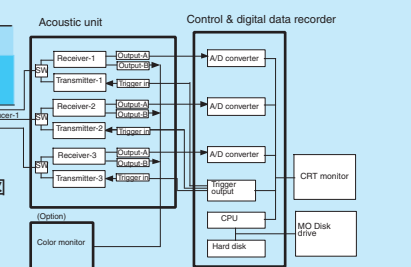 Acoustic unit
Control & digital data recorder
Receiver-1
Output-A
Output-B
A/D converter
SW
Transmitter-1
Trigger in
Receiver-2
Output-A
Output-B
A/D converter
SW
Transmitter-2
Trigger in
Receiver-3
Output-A
Output-B
A/D converter
SW
Transmitter-3
Trigger in
Trigger
output
CRT monitor
(Option)
Color monitor
CPU
Hard disk
MO Disk
drive